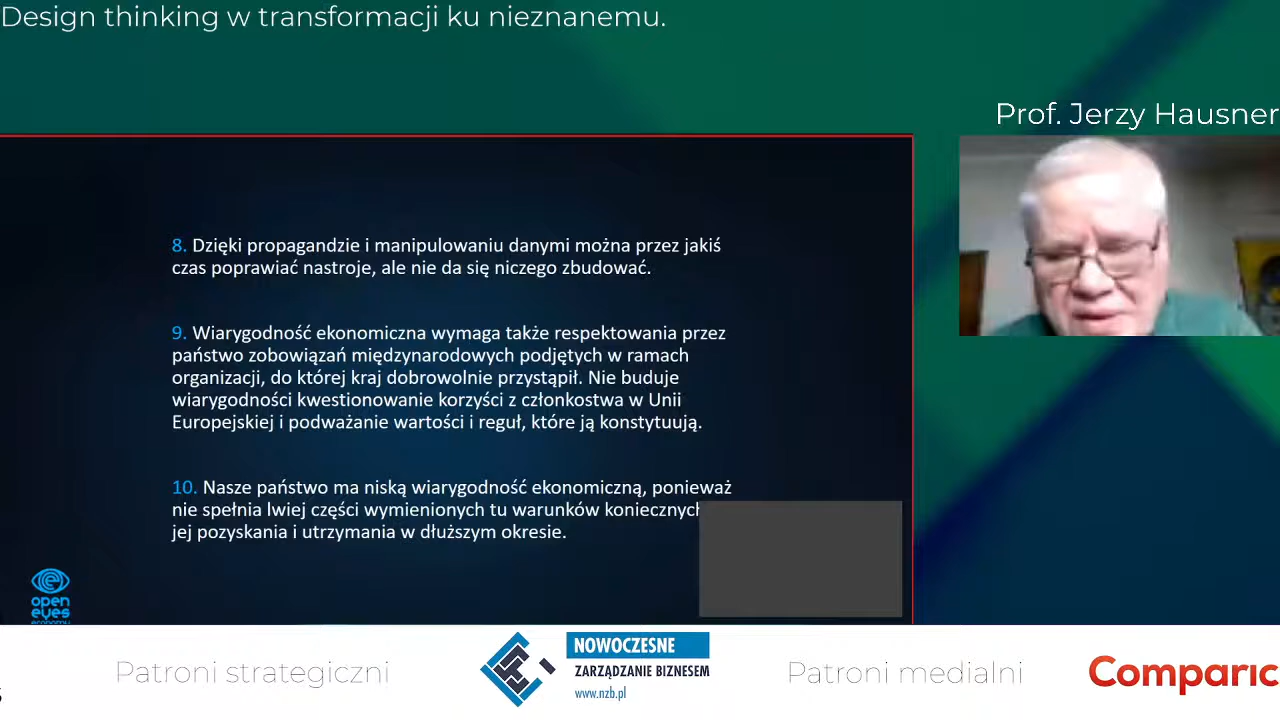 Design thinking w transformacji ku nieznanemu.
Prof. Jerzy Hausner
8. Dzięki propagandzie i manipulowaniu danymi można przez jakiś
czas poprawiać nastroje, ale nie da się niczego zbudować.
9. Wiarygodność ekonomiczna wymaga także respektowania przez
państwo zobowiązań międzynarodowych podjętych w ramach
organizacji, do której kraj dobrowolnie przystąpił. Nie buduje
wiarygodności kwestionowanie korzyści z członkostwa w Unii
Europejskiej i podważanie wartości i reguł, które ją konstytuują.
10. Nasze państwo ma niską wiarygodność ekonomiczną, ponieważ
nie spełnia lwiej części wymienionych tu warunków koniecznych
jej pozyskania i utrzymania w dłuższym okresie.
open
eyes
economy
Patroni strategiczni
NOWOCZESNE
ZARZĄDZANIE BIZNESEM
www.nzb.pl
Patroni medialni
Comparic